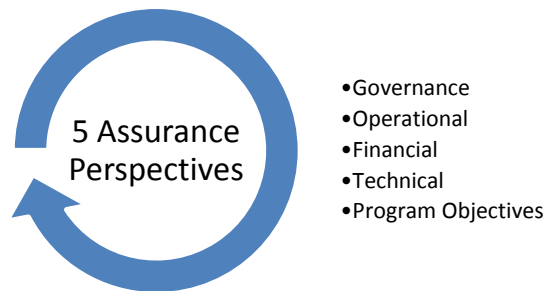 5 Assurance
Perspectives
•Governance
•Operational
•Financial
•Technical
•Program Objectives